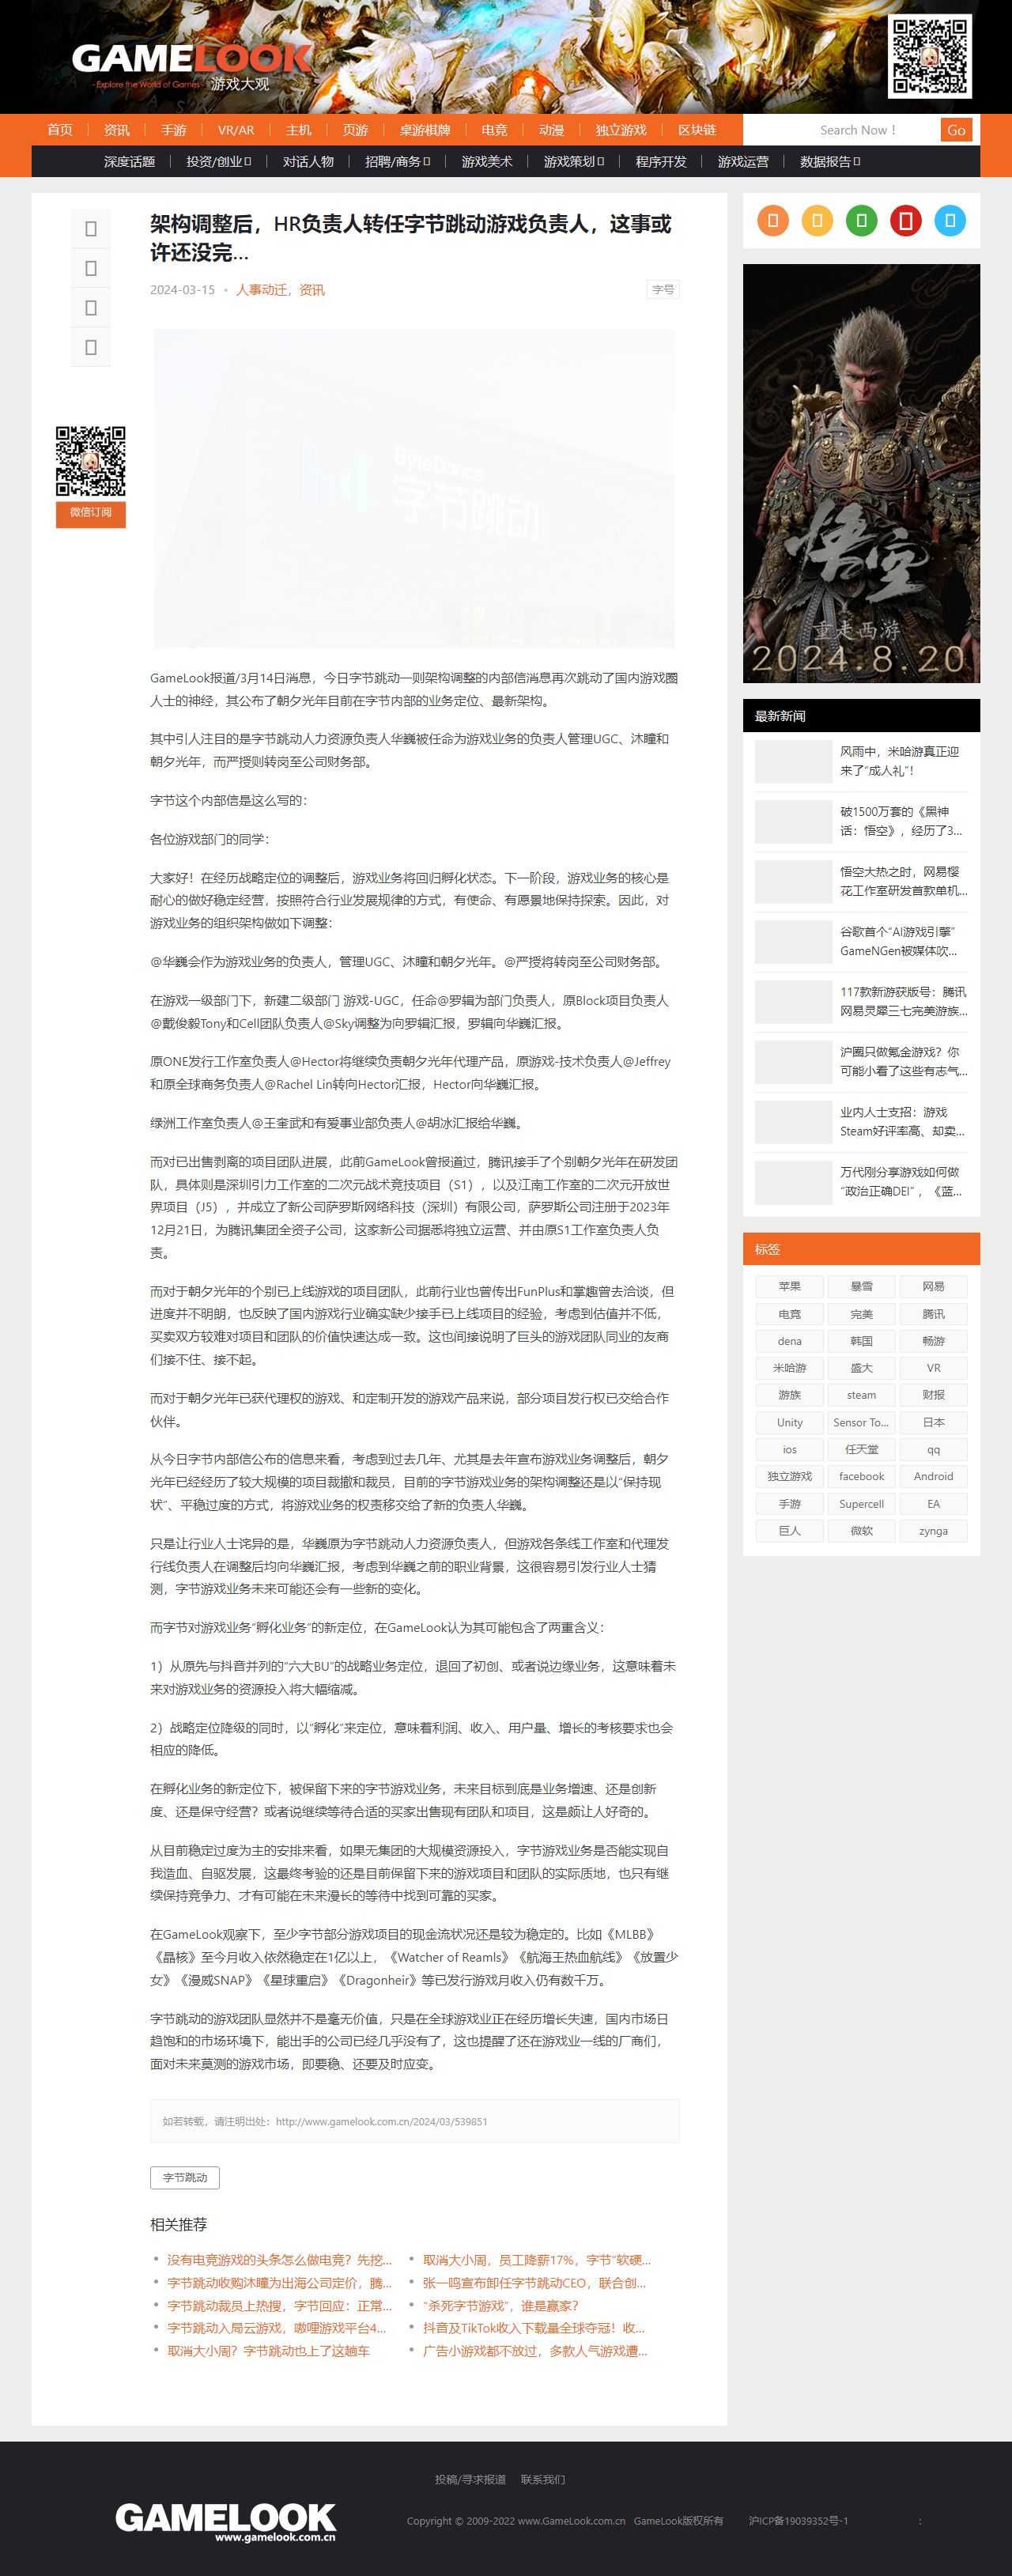 GAMELOOK
- Explore the World of Games -
游戏大观
首页 资讯 手游 VR/AR 主机 页游 桌游棋牌 电竞 动漫 独立游戏 区块链
Search Now ! Go
深度话题 投资/创业 对话人物 招聘/商务 游戏美术 游戏策划 程序开发 游戏运营 数据报告
架构调整后，HR负责人转任字节跳动游戏负责人，这事或
许还没完…
2024-03-15 • 人事动迁，资讯
字号
微信订阅
ByteDance
字节跳动
GameLook报道/3月14日消息，今日字节跳动一则架构调整的内部信消息再次跳动了国内游戏圈
人士的神经，其公布了朝夕光年目前在字节内部的业务定位、最新架构。
其中引人注目的是字节跳动人力资源负责人华巍被任命为游戏业务的负责人管理UGC、沐瞳和
朝夕光年，而严授则转岗至公司财务部。
字节这个内部信是这么写的：
各位游戏部门的同学：
大家好！在经历战略定位的调整后，游戏业务将回归孵化状态。下一阶段，游戏业务的核心是
耐心的做好稳定经营，按照符合行业发展规律的方式，有使命、有愿景地保持探索。因此，对
游戏业务的组织架构做如下调整：
@华巍会作为游戏业务的负责人，管理UGC、沐瞳和朝夕光年。@严授将转岗至公司财务部。
在游戏一级部门下，新建二级部门 游戏-UGC，任命@罗辑为部门负责人，原Block项目负责人
@戴俊毅Tony和Cell团队负责人@Sky调整为向罗辑汇报，罗辑向华巍汇报。
原ONE发行工作室负责人@Hector将继续负责朝夕光年代理产品，原游戏-技术负责人@Jeffrey
和原全球商务负责人@Rachel Lin转向Hector汇报，Hector向华巍汇报。
绿洲工作室负责人@王奎武和有爱事业部负责人@胡冰汇报给华巍。
而对已出售剥离的项目团队进展，此前GameLook曾报道过，腾讯接手了个别朝夕光年在研发团
队，具体则是深圳引力工作室的二次元战术竞技项目（S1），以及江南工作室的二次元开放世
界项目（J5），并成立了新公司萨罗斯网络科技（深圳）有限公司，萨罗斯公司注册于2023年
12月21日，为腾讯集团全资子公司，这家新公司据悉将独立运营、并由原S1工作室负责人负
责。
而对于朝夕光年的个别已上线游戏的项目团队，此前行业也曾传出FunPlus和掌趣曾去洽谈，但
进度并不明朗，也反映了国内游戏行业确实缺少接手已上线项目的经验，考虑到估值并不低，
买卖双方较难对项目和团队的价值快速达成一致。这也间接说明了巨头的游戏团队同业的友商
们接不住、接不起。
而对于朝夕光年已获代理权的游戏、和定制开发的游戏产品来说，部分项目发行权已交给合作
伙伴。
从今日字节内部信公布的信息来看，考虑到过去几年、尤其是去年宣布游戏业务调整后，朝夕
光年已经经历了较大规模的项目裁撤和裁员，目前的字节游戏业务的架构调整还是以“保持现
状”、平稳过度的方式，将游戏业务的权责移交给了新的负责人华巍。
只是让行业人士诧异的是，华巍原为字节跳动人力资源负责人，但游戏各条线工作室和代理发
行线负责人在调整后均向华巍汇报，考虑到华巍之前的职业背景，这很容易引发行业人士猜
测，字节游戏业务未来可能还会有一些新的变化。
而字节对游戏业务“孵化业务”的新定位，在GameLook认为其可能包含了两重含义：
1）从原先与抖音并列的“六大BU”的战略业务定位，退回了初创、或者说边缘业务，这意味着未
来对游戏业务的资源投入将大幅缩减。
2）战略定位降级的同时，以“孵化”来定位，意味着利润、收入、用户量、增长的考核要求也会
相应的降低。
在孵化业务的新定位下，被保留下来的字节游戏业务，未来目标到底是业务增速、还是创新
度、还是保守经营？或者说继续等待合适的买家出售现有团队和项目，这是颇让人好奇的。
从目前稳定过度为主的安排来看，如果无集团的大规模资源投入，字节游戏业务是否能实现自
我造血、自驱发展，这最终考验的还是目前保留下来的游戏项目和团队的实际质地，也只有继
续保持竞争力、才有可能在未来漫长的等待中找到可靠的买家。
在GameLook观察下，至少字节部分游戏项目的现金流状况还是较为稳定的。比如《MLBB》
《晶核》至今月收入依然稳定在1亿以上，《Watcher of Reamls》《航海王热血航线》《放置少
女》《漫威SNAP》《星球重启》《Dragonheir》等已发行游戏月收入仍有数千万。
字节跳动的游戏团队显然并不是毫无价值，只是在全球游戏业正在经历增长失速，国内市场日
趋饱和的市场环境下，能出手的公司已经几乎没有了，这也提醒了还在游戏业一线的厂商们，
面对未来莫测的游戏市场，即要稳、还要及时应变。
如若转载，请注明出处：http://www.gamelook.com.cn/2024/03/539851
字节跳动
相关推荐
• 没有电竞游戏的头条怎么做电竞？先挖…
• 取消大小周，员工降薪17%，字节“软硬…
• 字节跳动收购沐瞳为出海公司定价，腾…
• 张一鸣宣布卸任字节跳动CEO，联合创…
• 字节跳动裁员上热搜，字节回应：正常…
• “杀死字节游戏”，谁是赢家？
• 字节跳动入局云游戏，嗷哩游戏平台4…
• 抖音及TikTok收入下载量全球夺冠！收…
• 取消大小周？字节跳动也上了这趟车
• 广告小游戏都不放过，多款人气游戏遭…
悟空
重走西游
2024.8.20
最新新闻
风雨中，米哈游真正迎
来了“成人礼”！
破1500万套的《黑神
话：悟空》，经历了3…
悟空大热之时，网易樱
花工作室研发首款单机…
谷歌首个“AI游戏引擎”
GameNGen被媒体吹…
117款新游获版号：腾讯
网易灵犀三七完美游族…
沪圈只做氪金游戏？你
可能小看了这些有志气…
业内人士支招：游戏
Steam好评率高、却卖…
万代刚分享游戏如何做
“政治正确DEI”，《蓝…
标签
苹果 暴雪 网易
电竞 完美 腾讯
dena 韩国 畅游
米哈游 盛大 VR
游族 steam 财报
Unity Sensor To... 日本
ios 任天堂 qq
独立游戏 facebook Android
手游 Supercell EA
巨人 微软 zynga
投稿/寻求报道 联系我们
GAMELOOK
www.gamelook.com.cn
Copyright © 2009-2022 www.GameLook.com.cn GameLook版权所有 沪ICP备19039352号-1 :